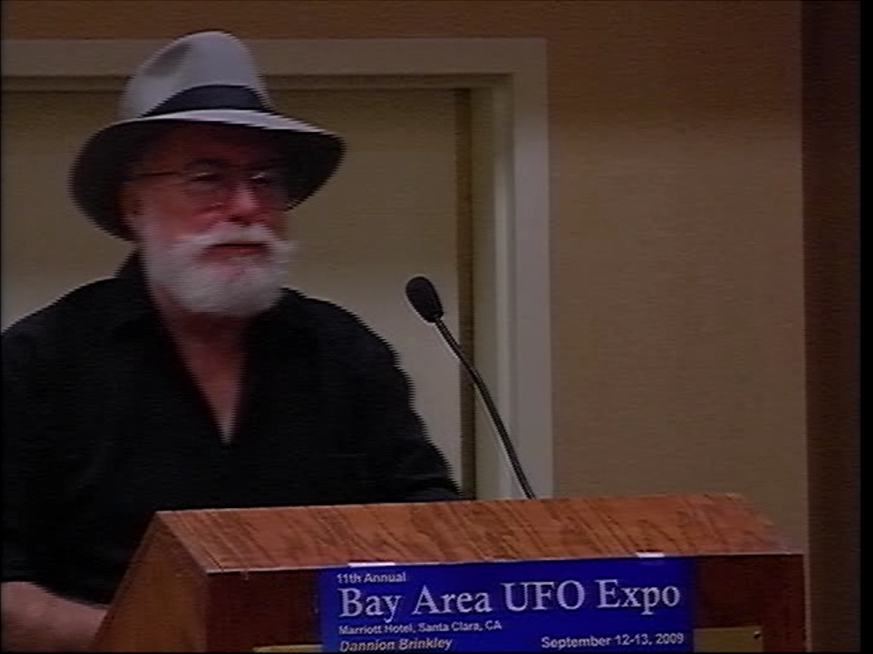 11th Annual
Bay Area UFO Expo
Marriott Hotel, Santa Clara, CA
Dannion Brinkley September 12-13, 2009